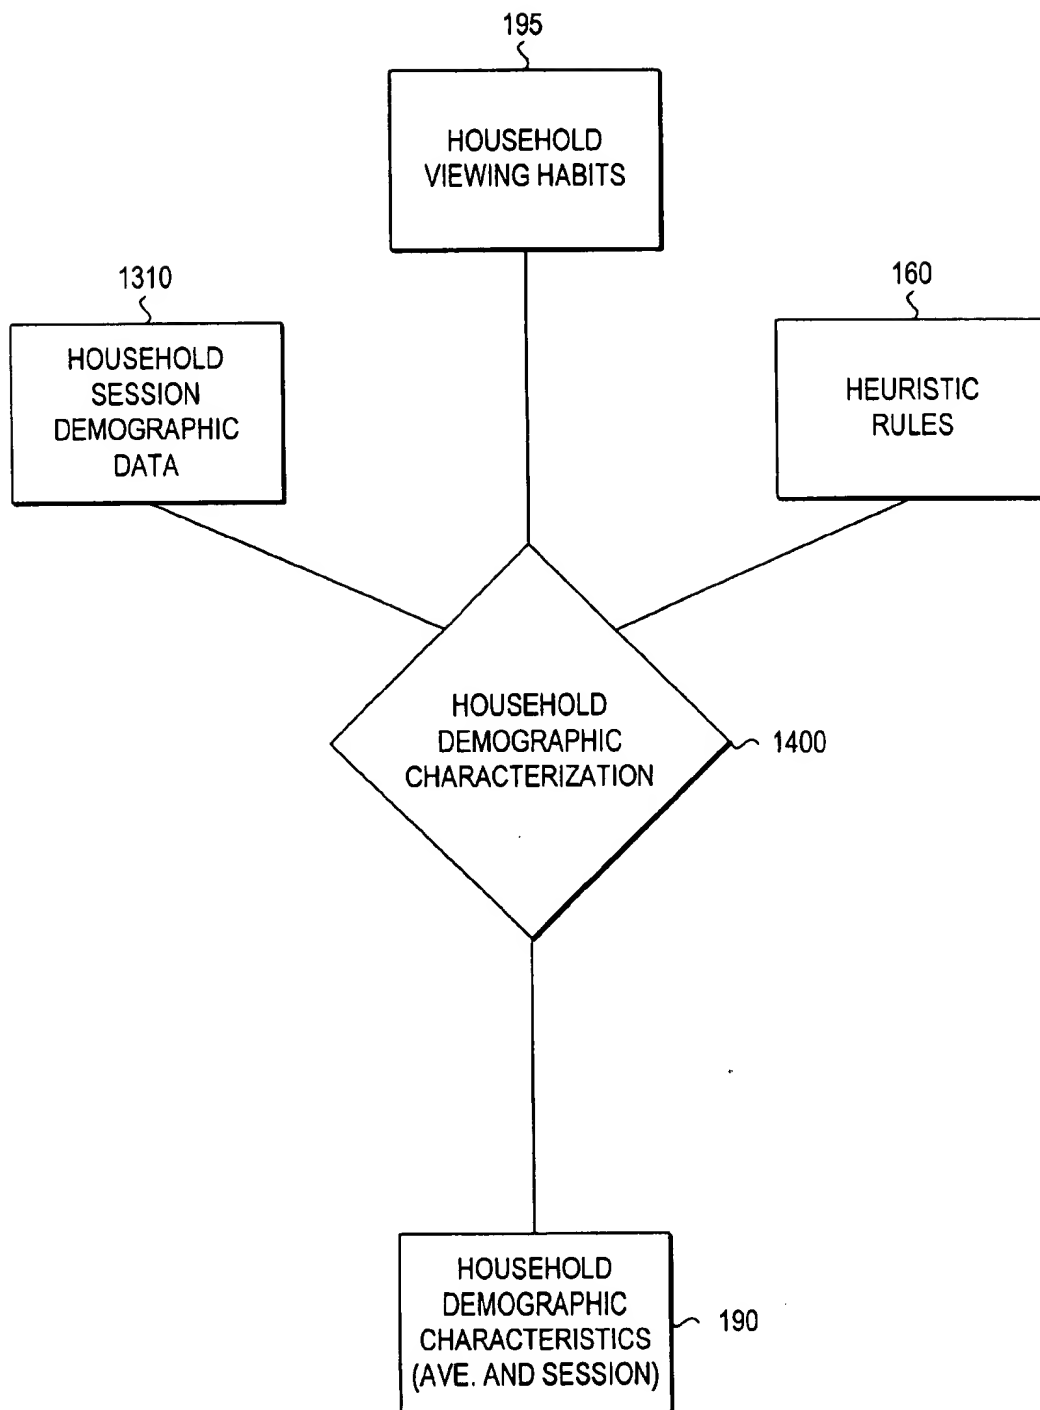 195
HOUSEHOLD
VIEWING HABITS
1310
HOUSEHOLD
SESSION
DEMOGRAPHIC
DATA
160
HEURISTIC
RULES
HOUSEHOLD
DEMOGRAPHIC
CHARACTERIZATION
1400
HOUSEHOLD
DEMOGRAPHIC
CHARACTERISTICS
(AVE. AND SESSION)
190